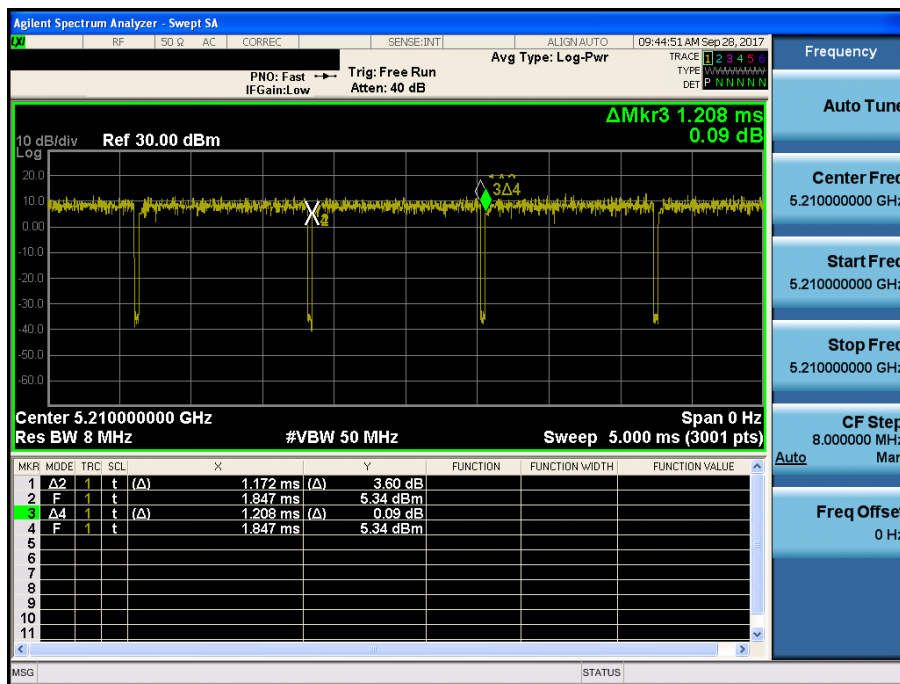 Agilent Spectrum Analyzer - Swept SA
LXI RF 50 Ω AC CORREC SENSE:INT ALIGNAUTO 09:44:51 AM Sep 28, 2017
Avg Type: Log-Pwr TRACE 1 2 3 4 5 6
PNO: Fast Trig: Free Run TYPE WWWWWW
IFGain:Low Atten: 40 dB DET P N N N N N
ΔMkr3 1.208 ms
0.09 dB
10 dB/div Ref 30.00 dBm
Log
20.0
3Δ4
10.0
0.00
-10.0
-20.0
-30.0
-40.0
-50.0
-60.0
Center 5.210000000 GHz Span 0 Hz
Res BW 8 MHz #VBW 50 MHz Sweep 5.000 ms (3001 pts)
MKR MODE TRC SCL X Y FUNCTION FUNCTION WIDTH FUNCTION VALUE
1 Δ2 1 t (Δ) 1.172 ms (Δ) 3.60 dB
2 F 1 t 1.847 ms 5.34 dBm
3 Δ4 1 t (Δ) 1.208 ms (Δ) 0.09 dB
4 F 1 t 1.847 ms 5.34 dBm
5
6
7
8
9
10
11
MSG STATUS
Frequency
Auto Tune
Center Freq
5.210000000 GHz
Start Freq
5.210000000 GHz
Stop Freq
5.210000000 GHz
CF Step
8.000000 MHz
Auto Man
Freq Offset
0 Hz